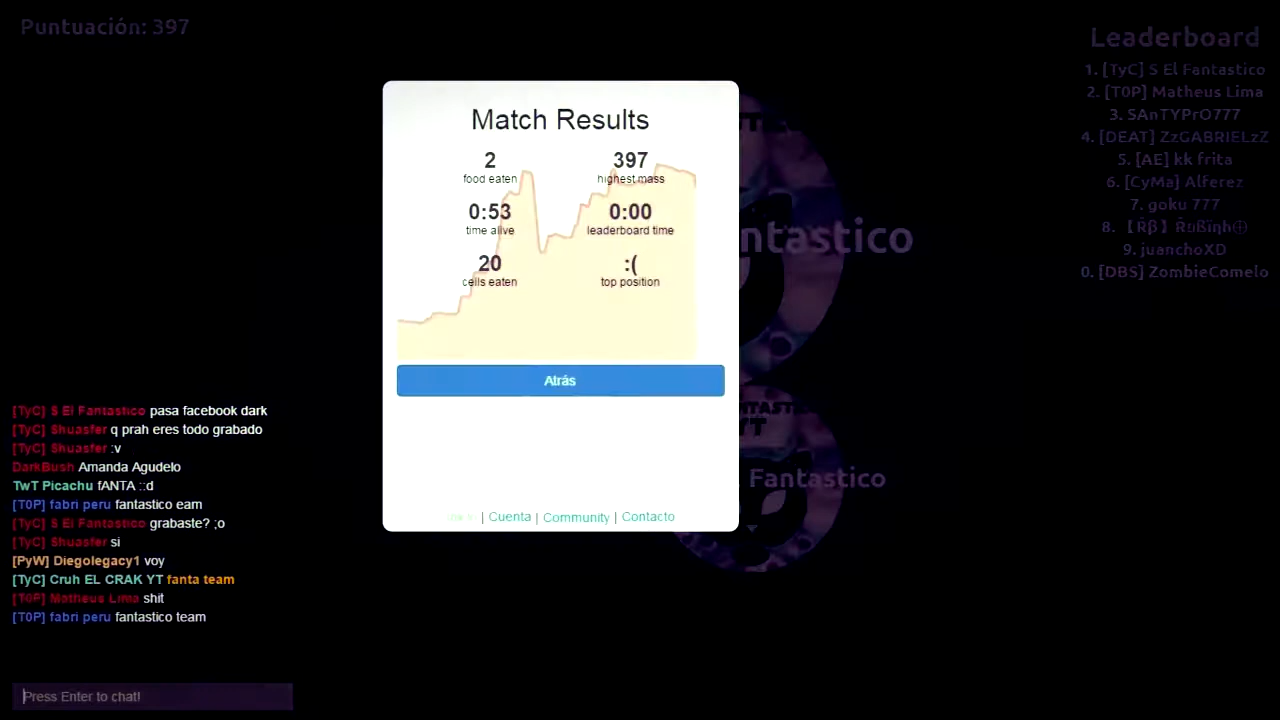 Puntuación: 397
Leaderboard
1. [TyC] S El Fantastico
2. [T0P] Matheus Lima
3. SAnTYPrO777
4. [DEAT] ZzGABRIELzZ
5. [AE] kk frita
6. [CyMa] Alferez
7. goku 777
8.
9. juanchoXD
0. [DBS] ZombieComelo
Match Results
2
food eaten
397
highest mass
0:53
time alive
0:00
leaderboard time
20
cells eaten
:(
top position
Atrás
| Cuenta | Community | Contacto
ntastico
Fantastico
[TyC] S El Fantastico pasa facebook dark
[TyC] Shuasfer q prah eres todo grabado
[TyC] Shuasfer :v
DarkBush Amanda Agudelo
TwT Picachu fANTA ::d
[T0P] fabri peru fantastico eam
[TyC] S El Fantastico grabaste? ;o
[TyC] Shuasfer si
[PyW] Diegolegacy1 voy
[TyC] Cruh EL CRAK YT fanta team
[T0P] Matheus Lima shit
[T0P] fabri peru fantastico team
Press Enter to chat!